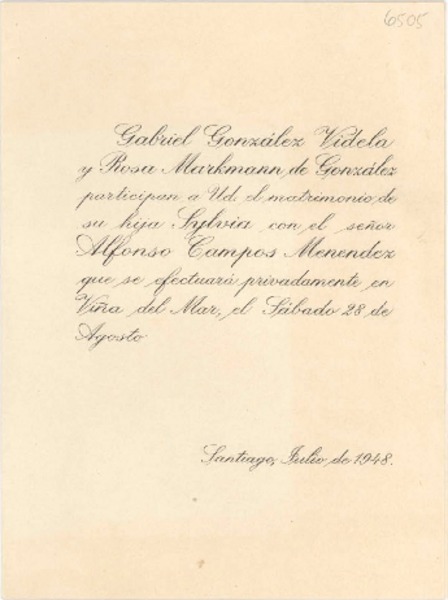 6505
Gabriel González Videla
y Rosa Markmann de González
participan a Ud. el matrimonio de
su hija Sylvia con el señor
Alfonso Campos Menendez
que se efectuará privadamente en
Viña del Mar, el Sábado 28 de
Agosto
Santiago, Julio de 1948.